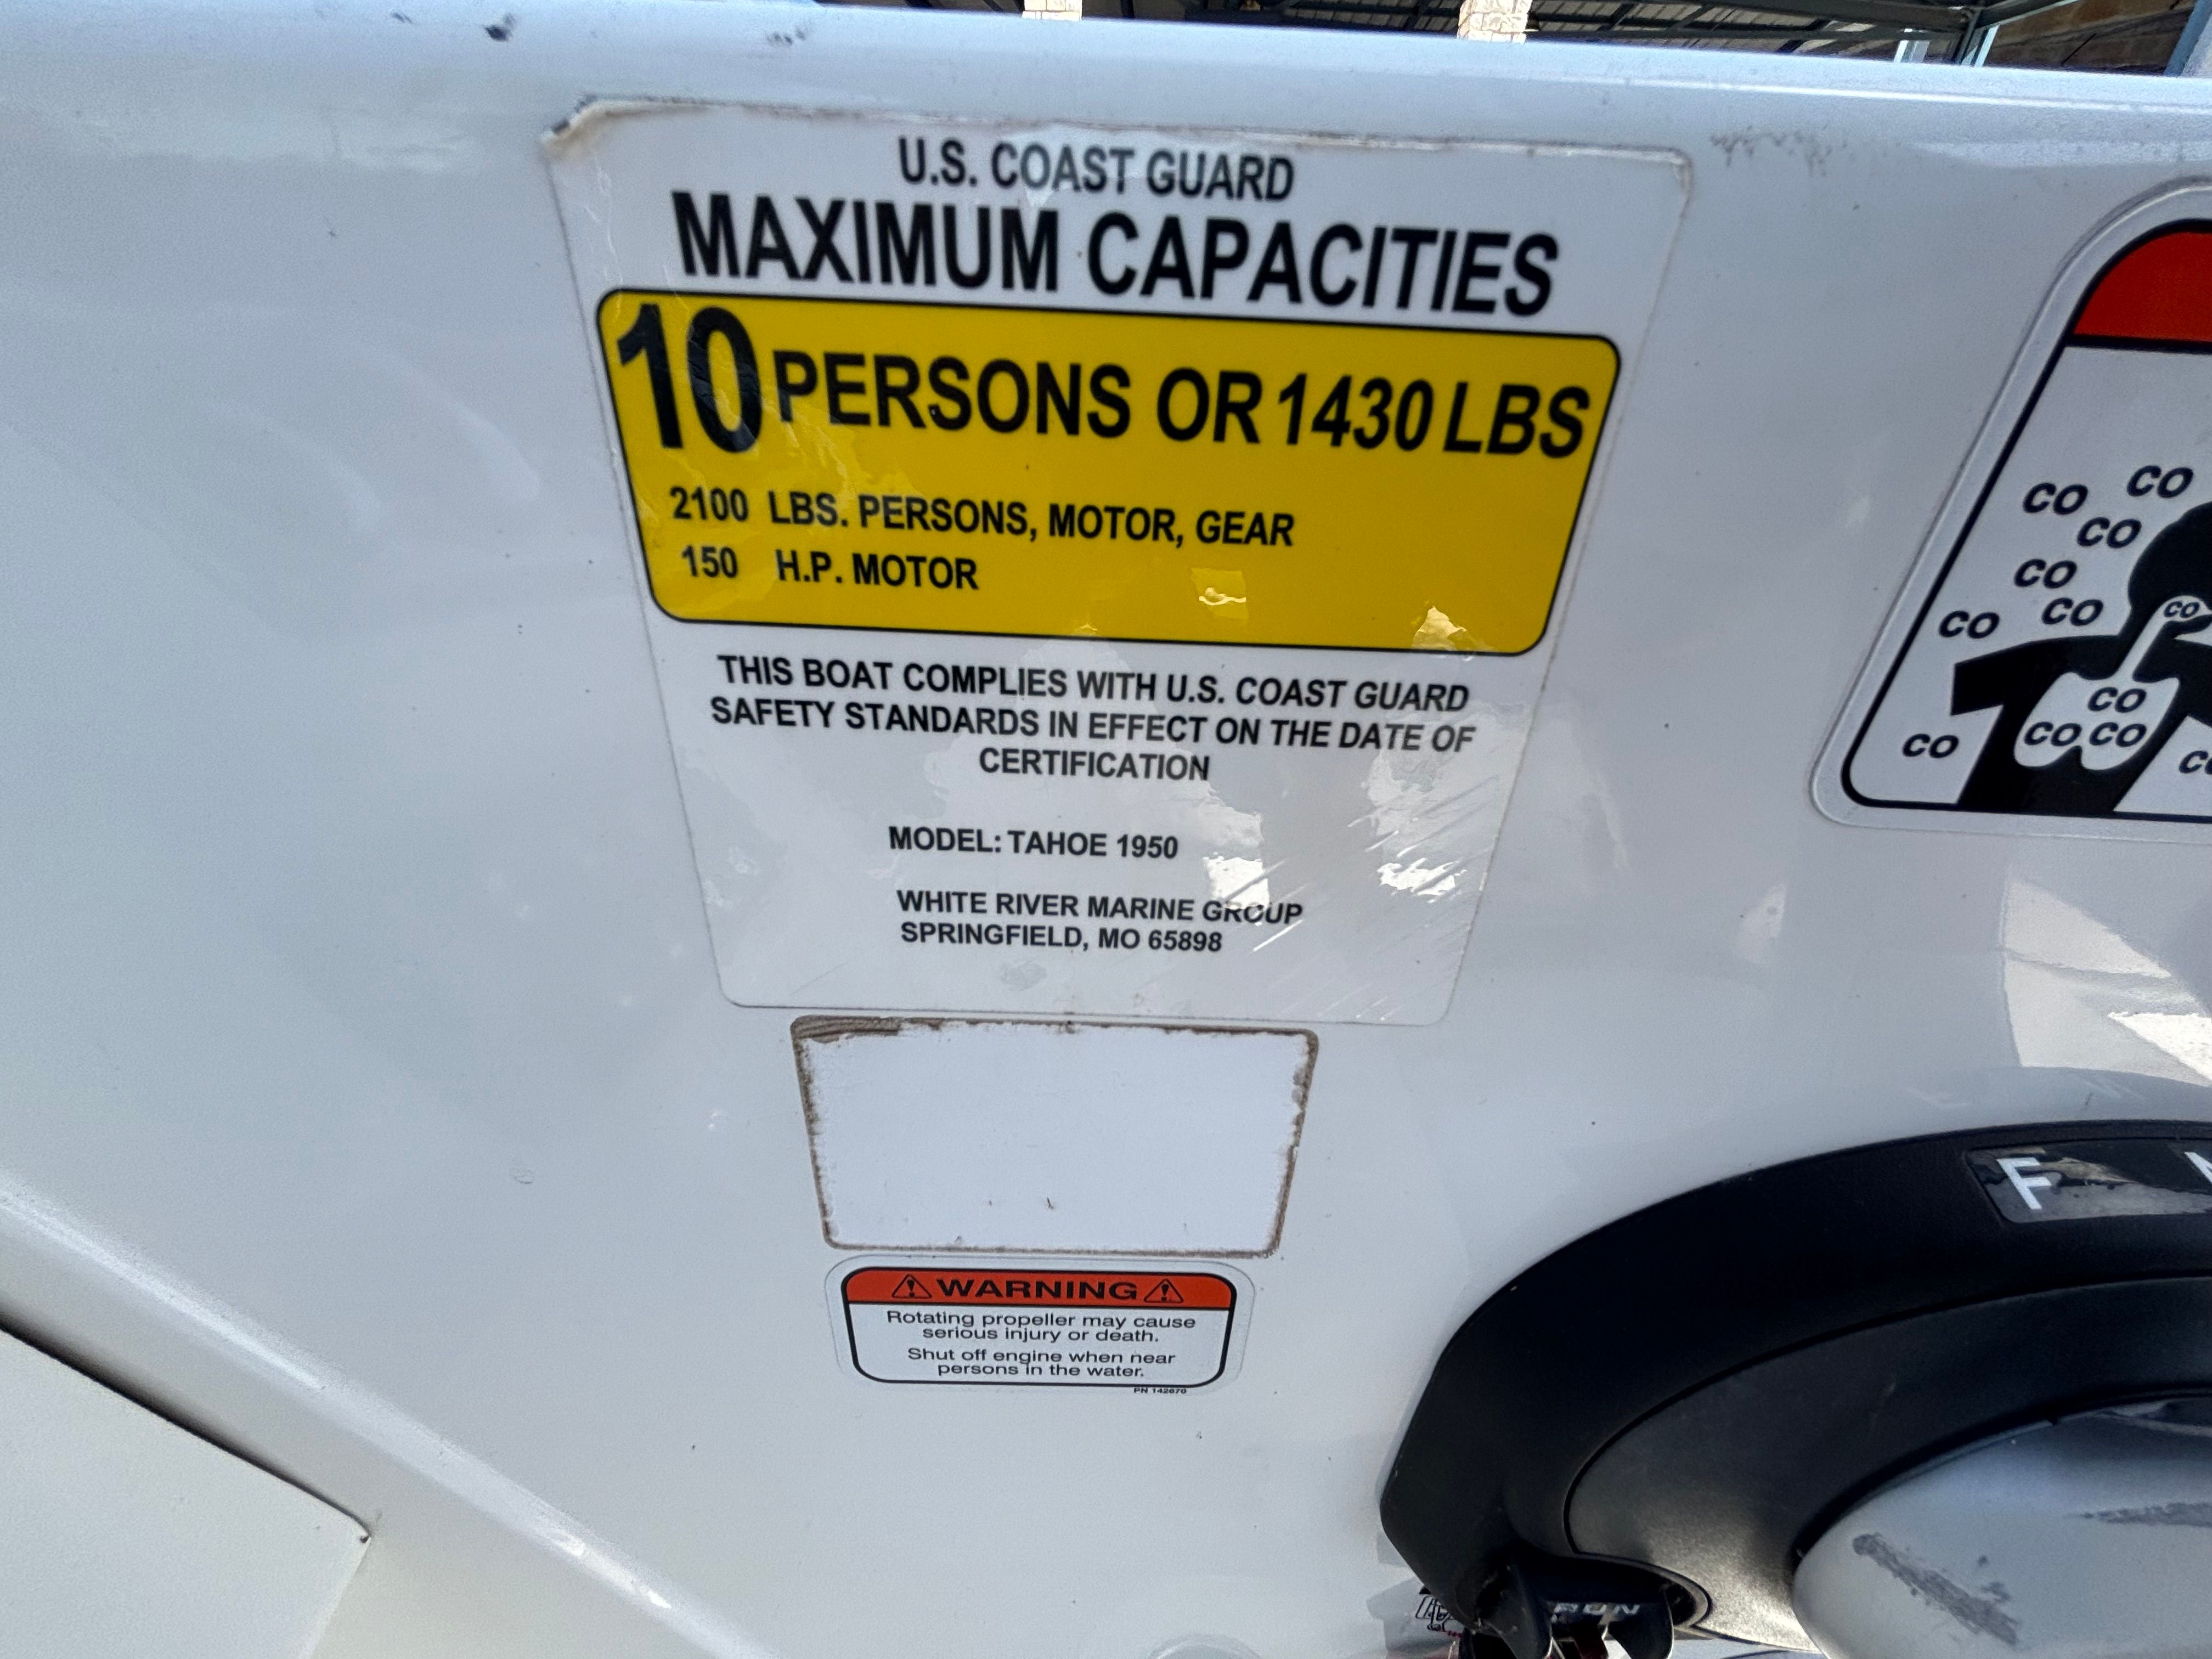 U.S. COAST GUARD
MAXIMUM CAPACITIES
10 PERSONS OR 1430 LBS
2100 LBS. PERSONS, MOTOR, GEAR
150 H.P. MOTOR
THIS BOAT COMPLIES WITH U.S. COAST GUARD
SAFETY STANDARDS IN EFFECT ON THE DATE OF
CERTIFICATION
MODEL: TAHOE 1950
WHITE RIVER MARINE GROUP
SPRINGFIELD, MO 65898
CO CO
CO
CO
CO CO CO
CO
CO CO CO
F
WARNING
Rotating propeller may cause
serious injury or death.
Shut off engine when near
persons in the water.
PN 142670